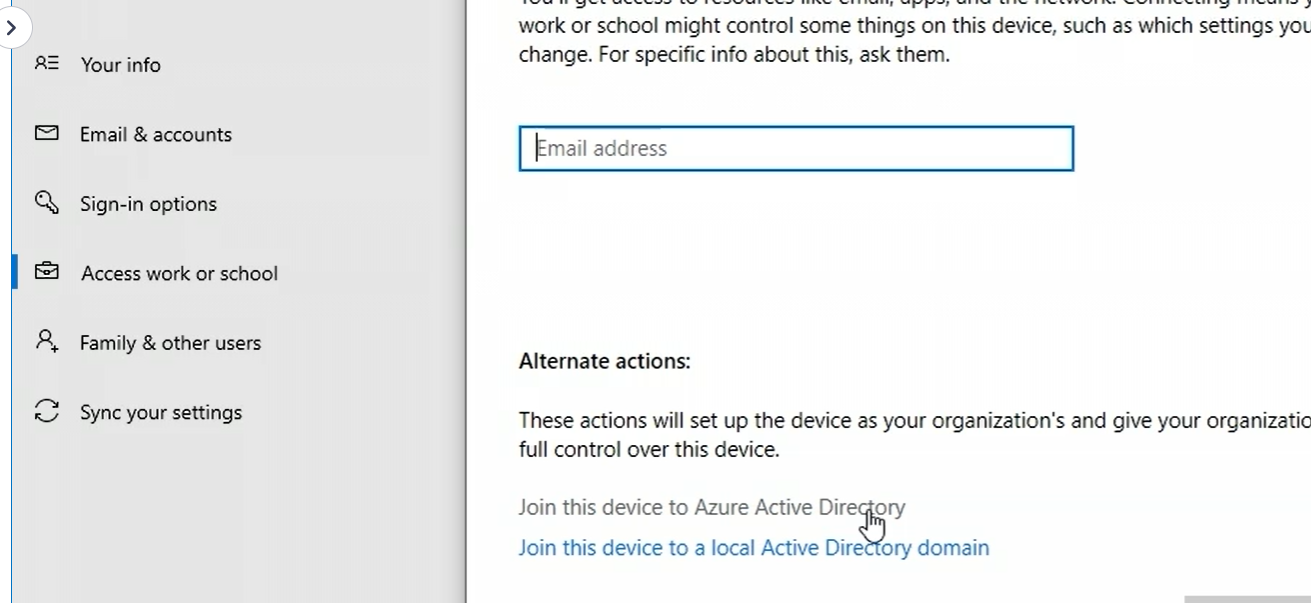 Your info
Email & accounts
Sign-in options
Access work or school
Family & other users
Sync your settings
work or school might control some things on this device, such as which settings you
change. For specific info about this, ask them.
Email address
Alternate actions:
These actions will set up the device as your organization's and give your
full control over this device.
Join this device to Azure Active Directory
Join this device to a local Active Directory domain